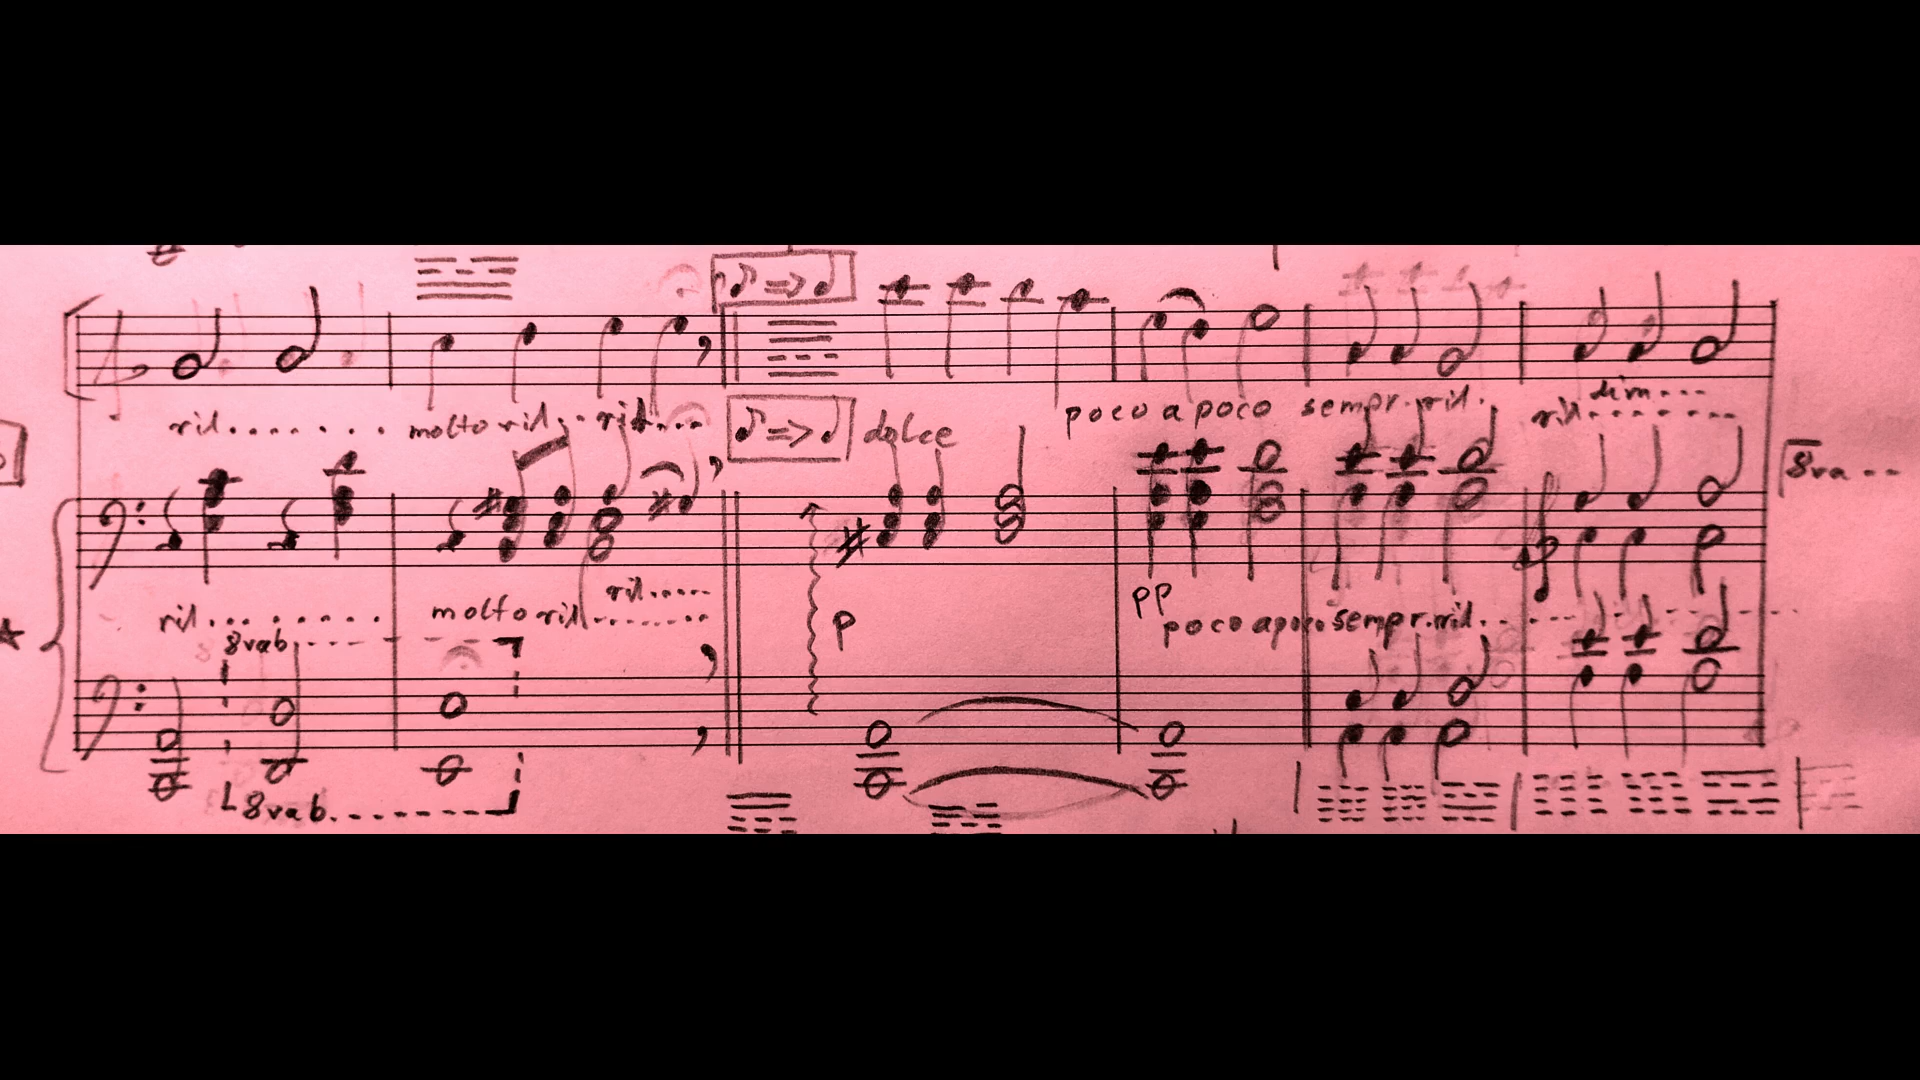 rit........
molto rit...rit....
poco a poco sempr.rit.
dim...
rit........
dolce
8va--
rit........
8vab
molto rit........
rit.....
p
pp
poco a poco sempr.rit.
8vab.